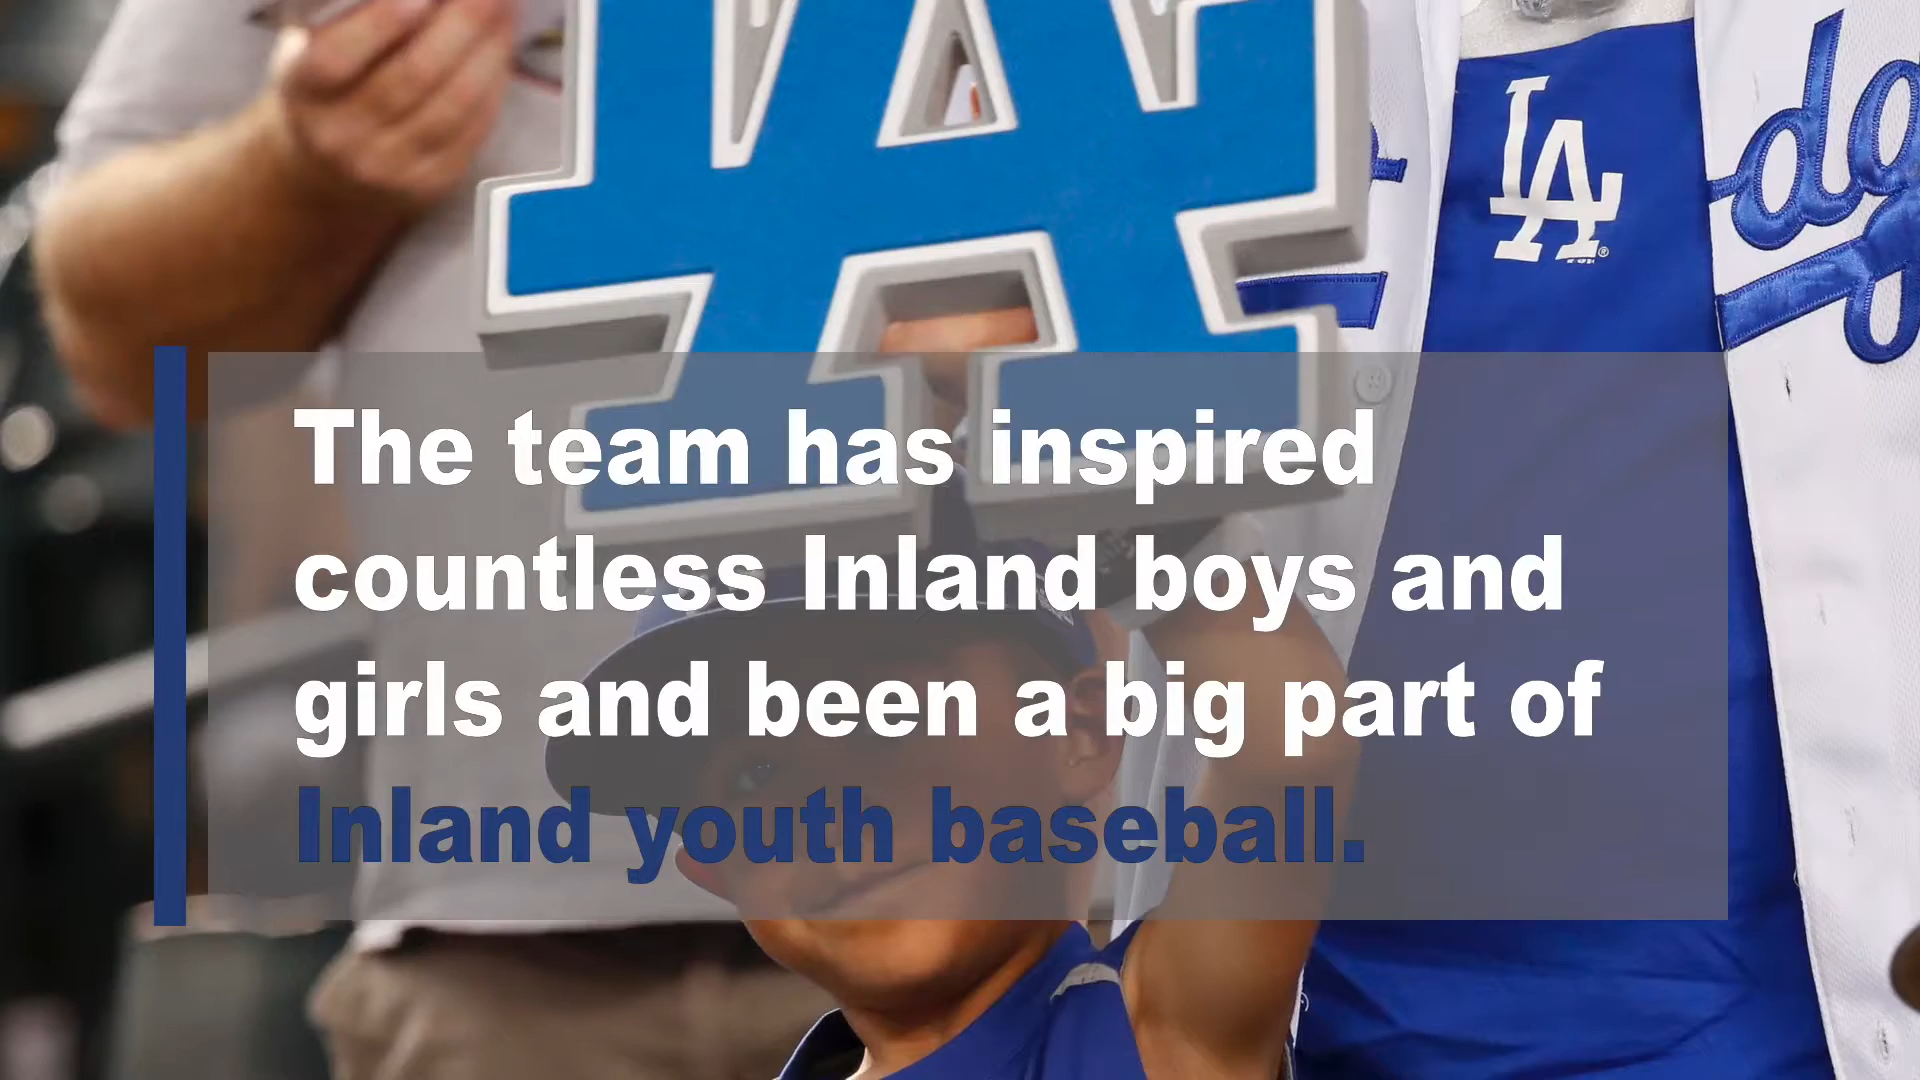 LA
LA
dg
The team has inspired
countless Inland boys and
girls and been a big part of
Inland youth baseball.